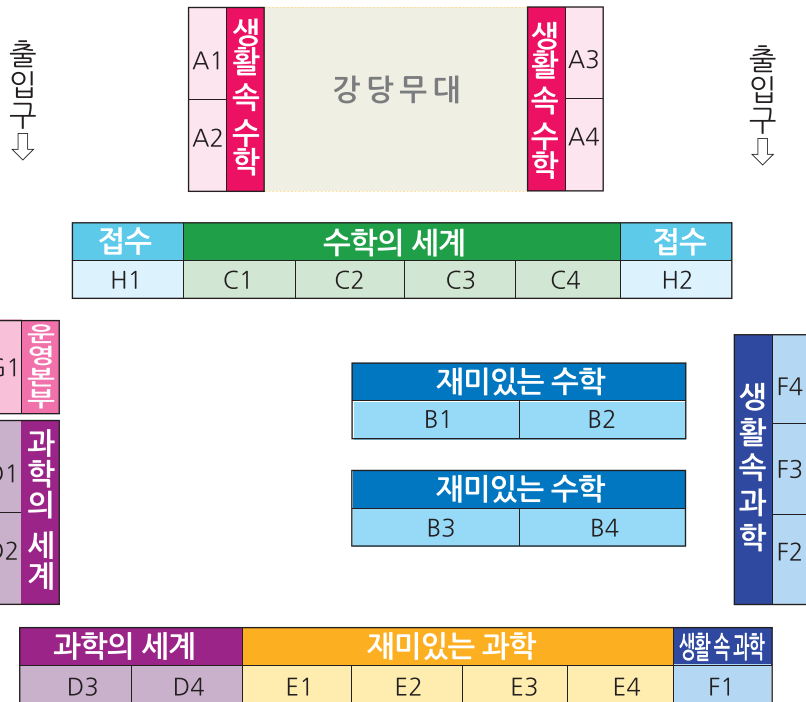 출입구
A1
A2
생활 속 수학
강당무대
생활 속 수학
A3
A4
출입구
접수
수학의 세계
접수
H1
C1
C2
C3
C4
H2
G1
운영본부
재미있는 수학
B1
B2
생활 속 과학
F4
F3
F2
D1
D2
과학의 세계
재미있는 수학
B3
B4
과학의 세계
재미있는 과학
생활 속 과학
D3
D4
E1
E2
E3
E4
F1